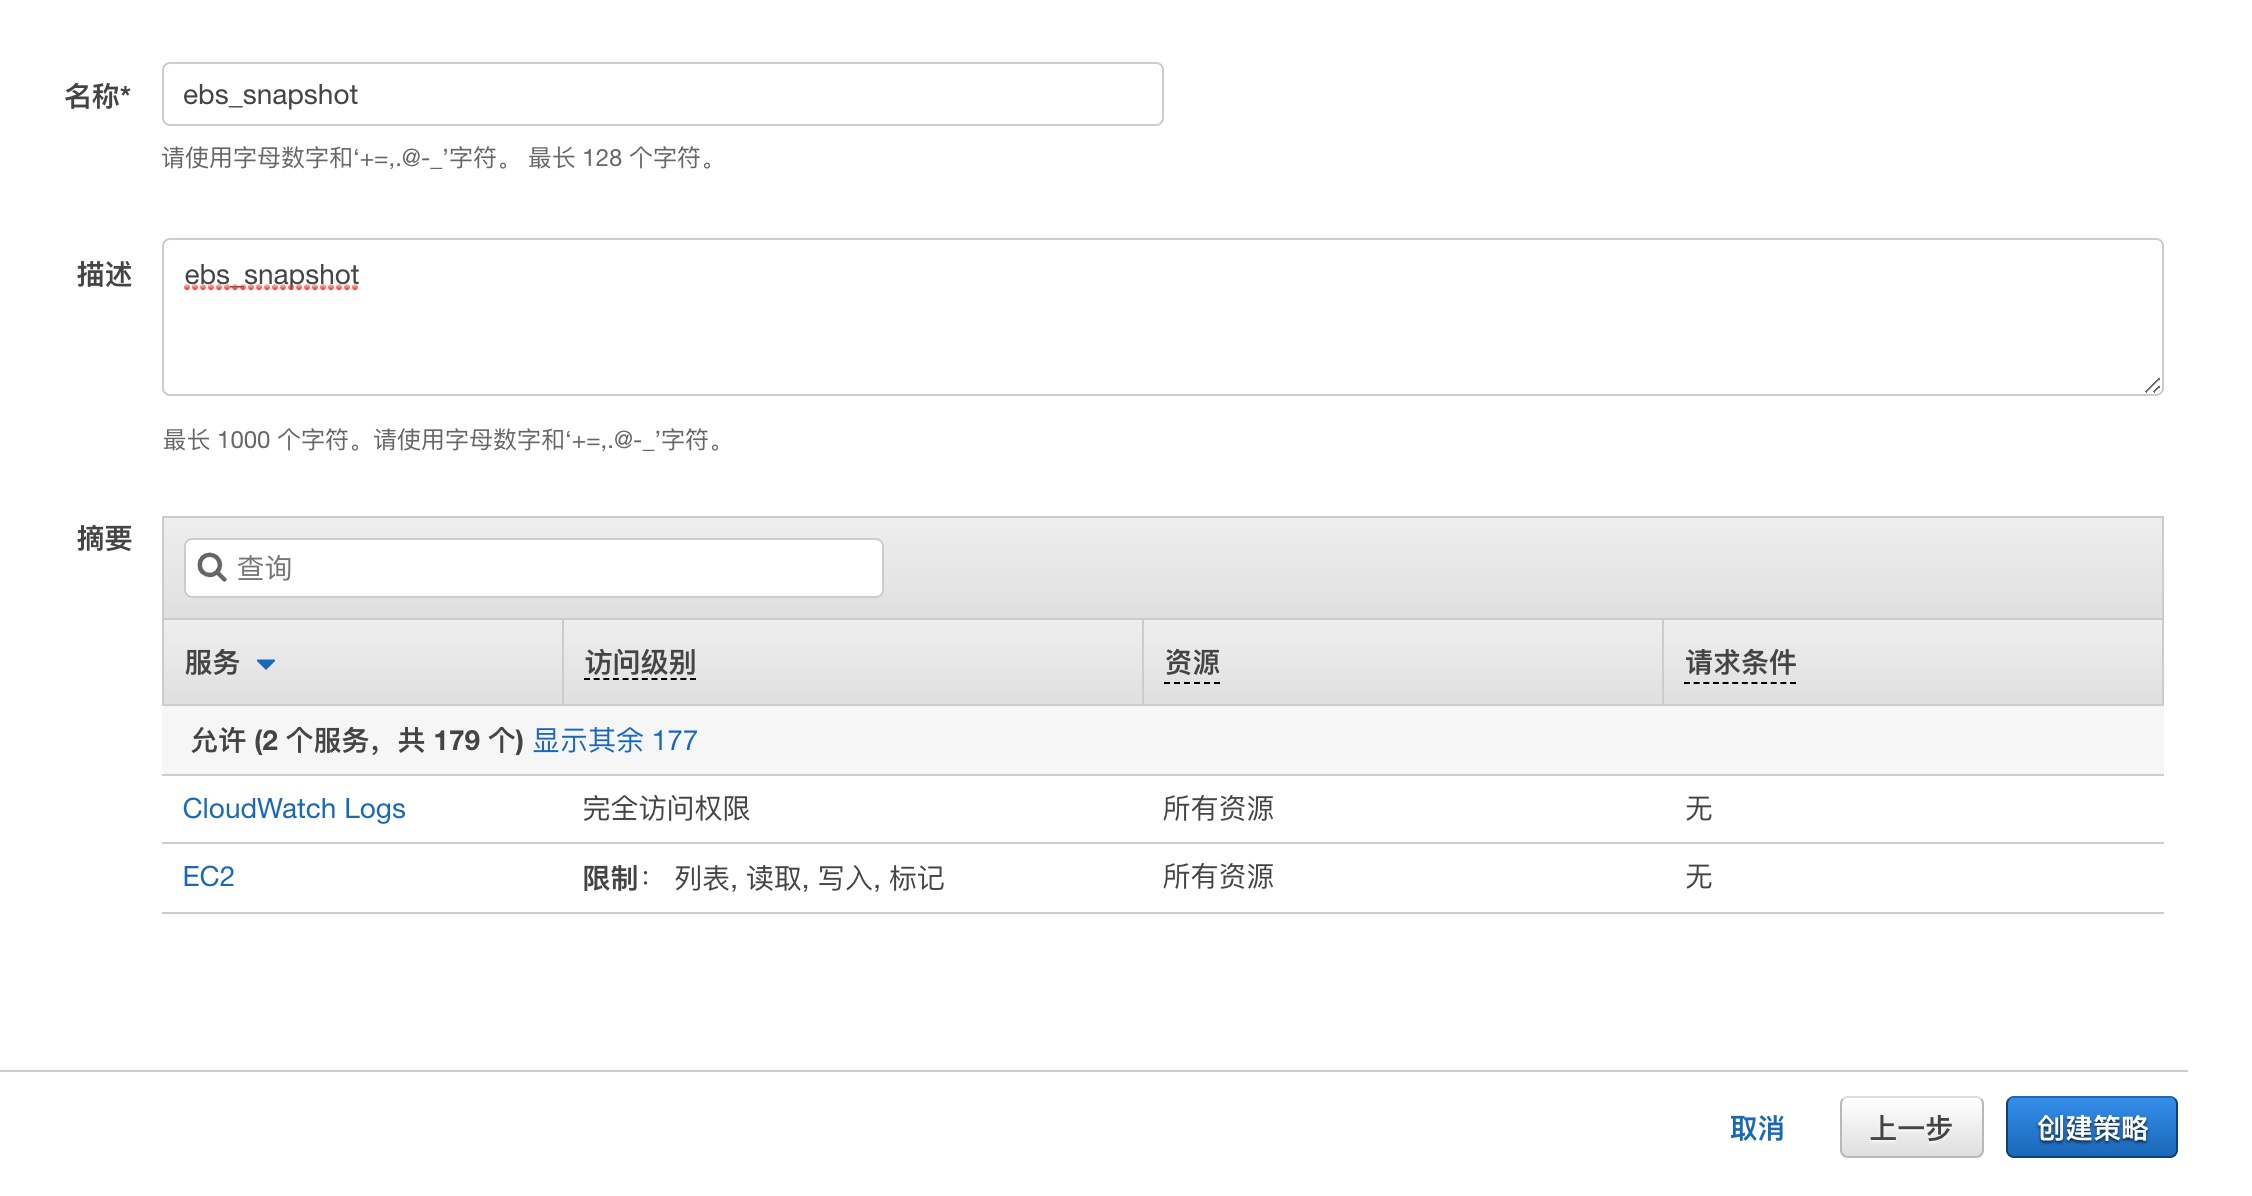 名称* ebs_snapshot
请使用字母数字和‘+=,.@-_’字符。 最长 128 个字符。
描述 ebs_snapshot
最长 1000 个字符。请使用字母数字和‘+=,.@-_’字符。
摘要 查询
服务 访问级别 资源 请求条件
允许 (2 个服务，共 179 个) 显示其余 177
CloudWatch Logs 完全访问权限 所有资源 无
EC2 限制： 列表, 读取, 写入, 标记 所有资源 无
取消 上一步 创建策略